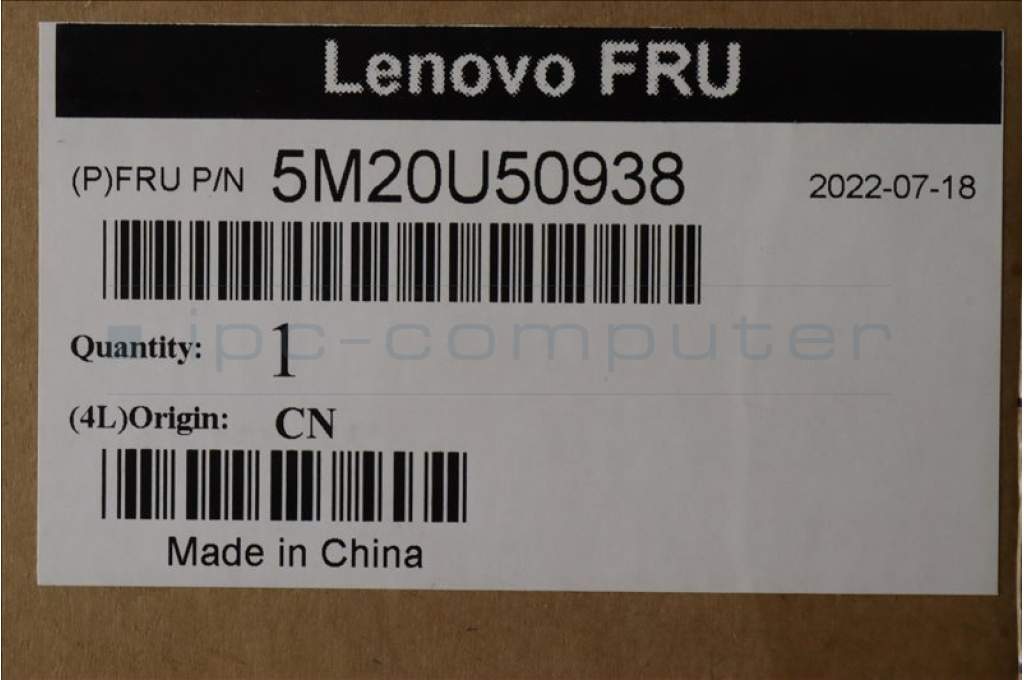 Lenovo FRU
(P)FRU P/N 5M20U50938 2022-07-18
ipc-computer
Quantity: 1
(4L)Origin: CN
Made in China